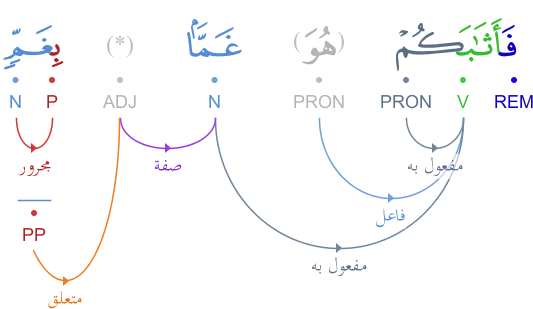 فَأَثَٰبَكُمْ (هُوَ) غَمًّۢا (*) بِغَمٍّۢ
REM V PRON PRON N ADJ P N
مفعول به صفة مجرور
فاعل
PP
مفعول به
متعلق